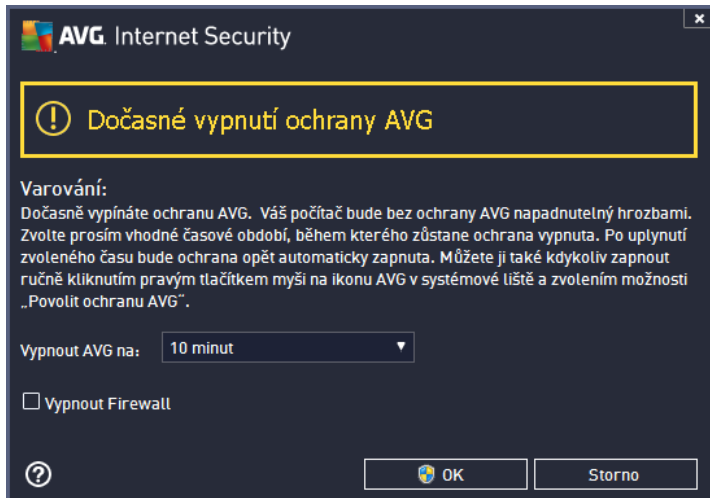 AVG. Internet Security
Dočasné vypnutí ochrany AVG
Varování:
Dočasně vypínáte ochranu AVG. Váš počítač bude bez ochrany AVG napadnutelný hrozbami.
Zvolte prosím vhodné časové období, během kterého zůstane ochrana vypnuta. Po uplynutí
zvoleného času bude ochrana opět automaticky zapnuta. Můžete ji také kdykoliv zapnout
ručně kliknutím pravým tlačítkem myši na ikonu AVG v systémové liště a zvolením možnosti
„Povolit ochranu AVG“.
Vypnout AVG na: 10 minut
Vypnout Firewall
OK Storno